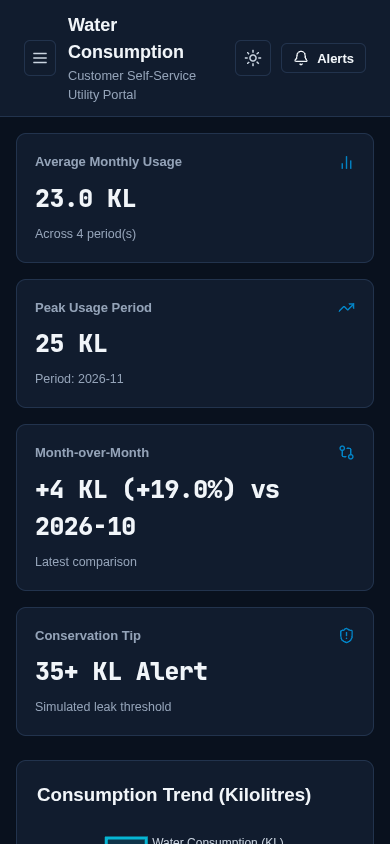 Water
Consumption
Customer Self-Service
Utility Portal
Alerts
Average Monthly Usage
23.0 KL
Across 4 period(s)
Peak Usage Period
25 KL
Period: 2026-11
Month-over-Month
+4 KL (+19.0%) vs
2026-10
Latest comparison
Conservation Tip
35+ KL Alert
Simulated leak threshold
Consumption Trend (Kilolitres)
Water Consumption (KL)